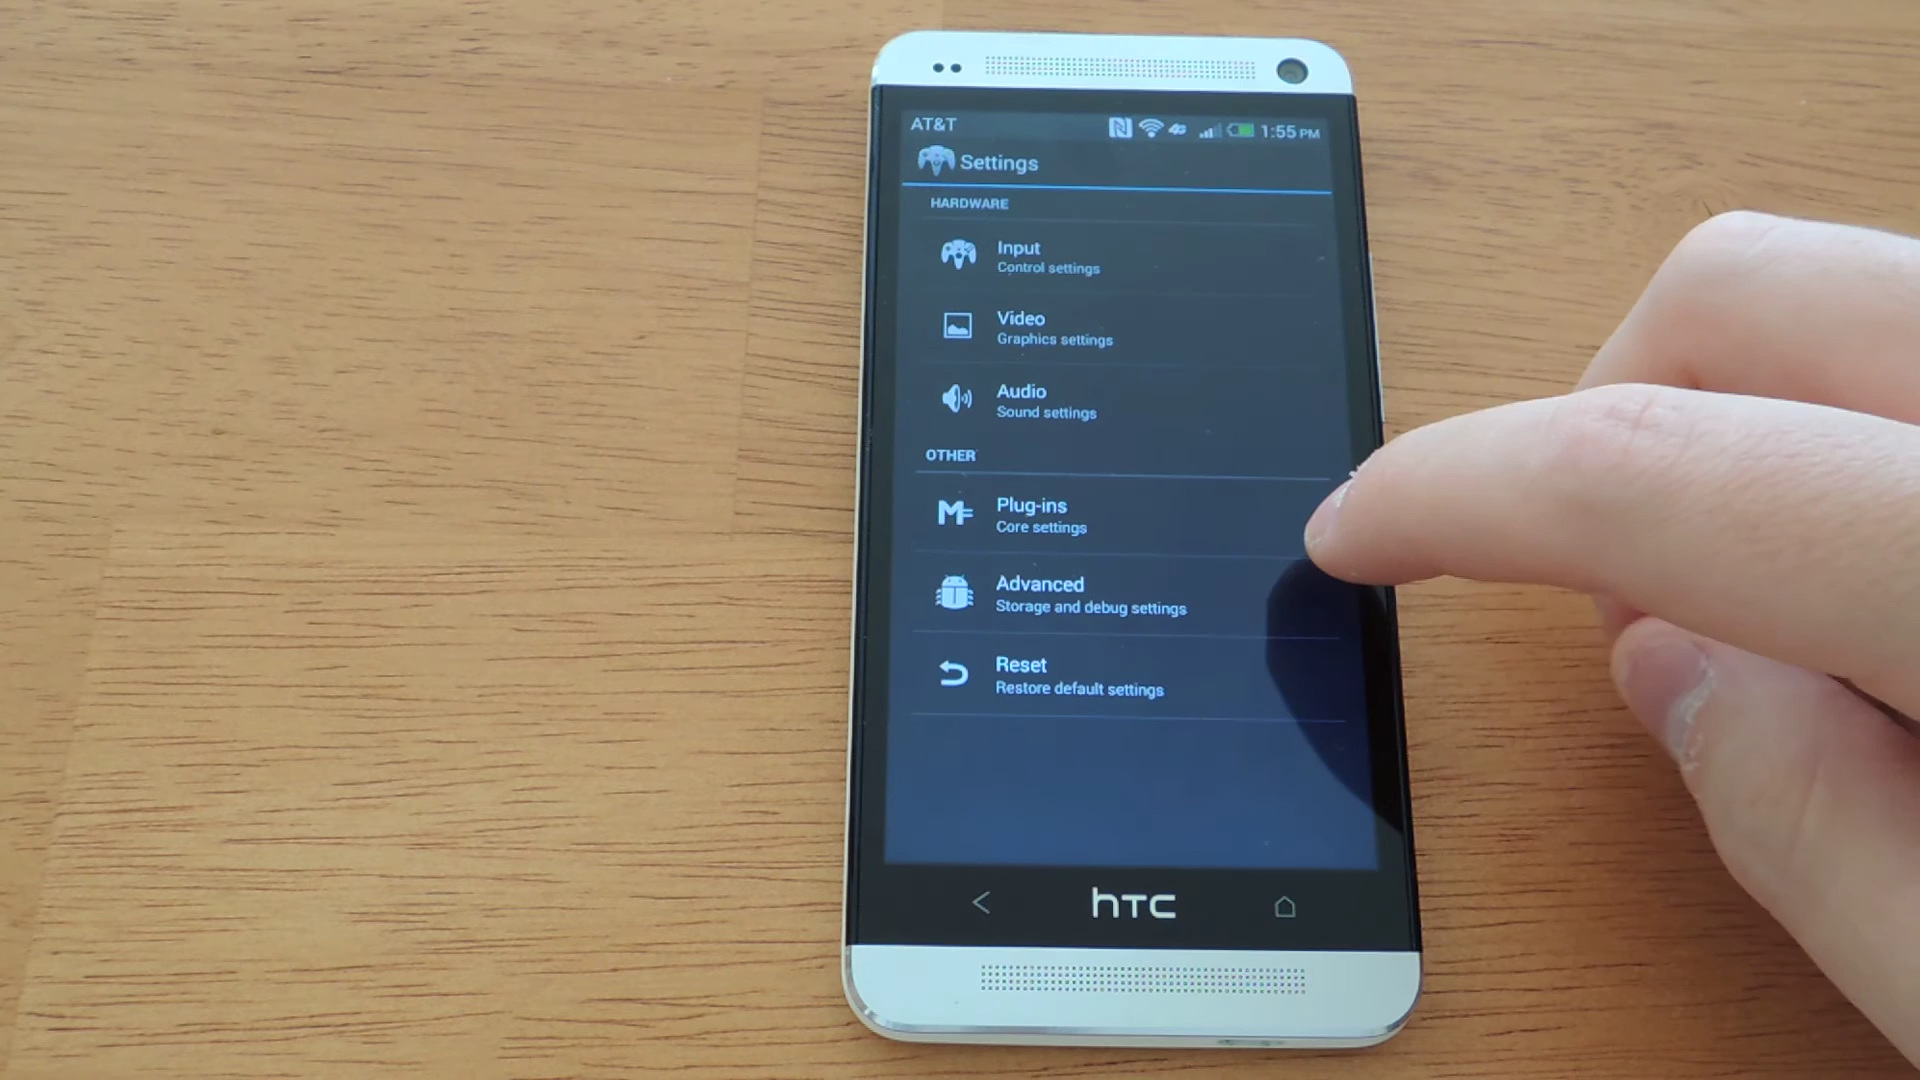 AT&T 4G 1:55 PM
Settings
HARDWARE
Input
Control settings
Video
Graphics settings
Audio
Sound settings
OTHER
Plug-ins
Core settings
Advanced
Storage and debug settings
Reset
Restore default settings
hTC